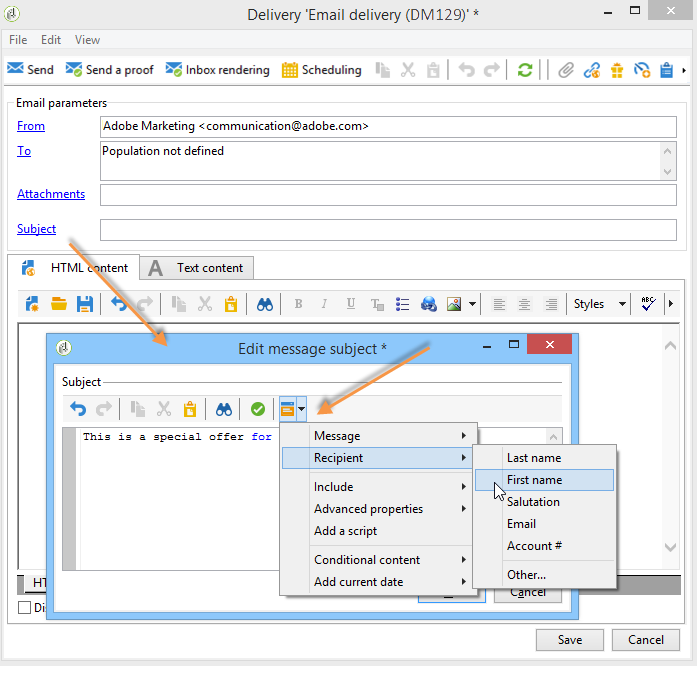 Delivery 'Email delivery (DM129)' *
File Edit View
Send Send a proof Inbox rendering Scheduling
Email parameters
From Adobe Marketing <communication@adobe.com>
To Population not defined
Attachments
Subject
HTML content A Text content
B I U T Styles ABC
Edit message subject *
Subject
This is a special offer for
Message
Recipient
Include
Advanced properties
Add a script
Conditional content
Add current date
Last name
First name
Salutation
Email
Account #
Other...
HT
Cancel
Di
Save Cancel